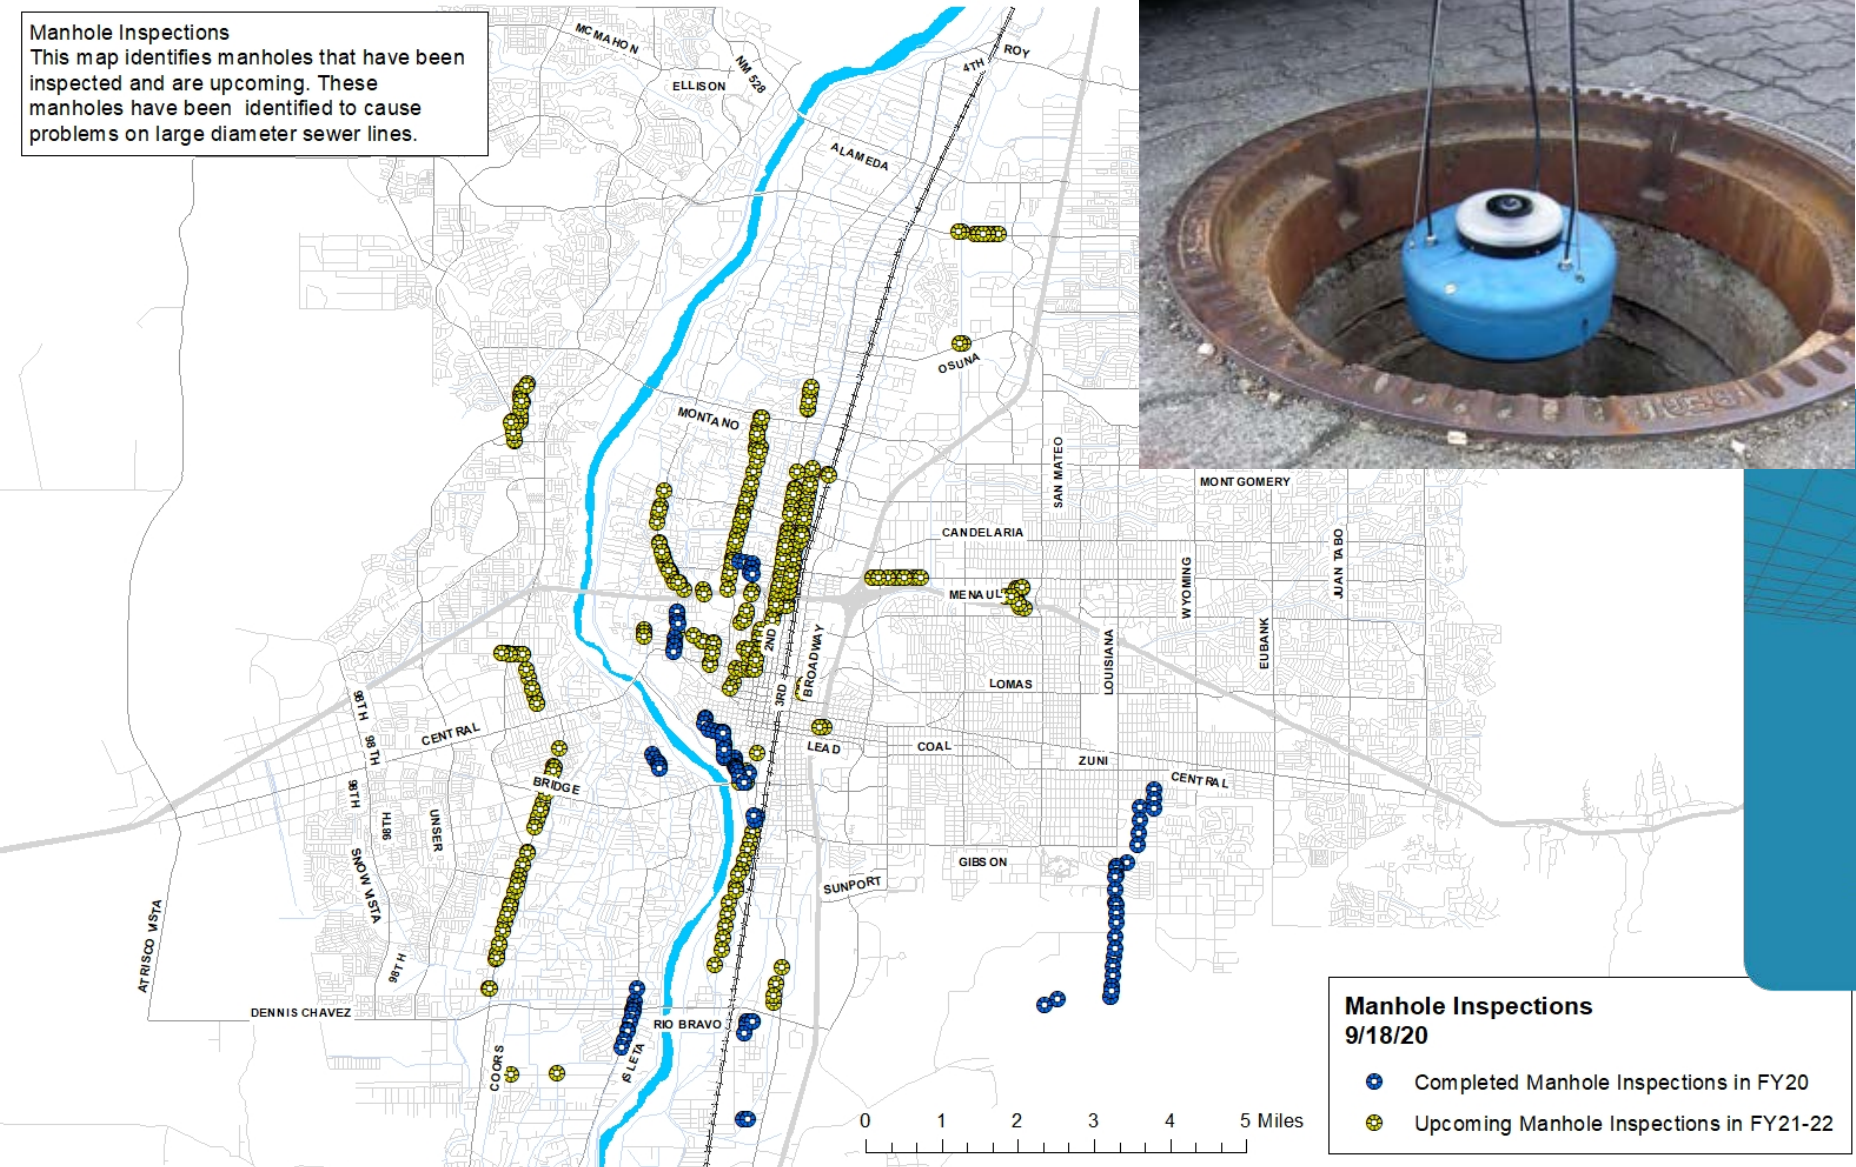 Manhole Inspections
This map identifies manholes that have been
inspected and are upcoming. These
manholes have been  identified to cause
problems on large diameter sewer lines.
MCMAHON
NM 528
ELLISON
ROY
4TH
ALAMEDA
OSUNA
MONTANO
SAN MATEO
MONTGOMERY
CANDELARIA
JUAN TABO
WYOMING
MENAUL
2ND
BROADWAY
EUBANK
LOUISIANA
LOMAS
3RD
98TH
CENTRAL
98TH
LEAD
COAL
ZUNI
CENTRAL
BRIDGE
98TH
98TH
UNSER
GIBSON
SNOW VISTA
SUNPORT
ATRISCO VISTA
98TH
DENNIS CHAVEZ
RIO BRAVO
COORS
ISLETA
0 1 2 3 4 5 Miles
Manhole Inspections
9/18/20
Completed Manhole Inspections in FY20
Upcoming Manhole Inspections in FY21-22